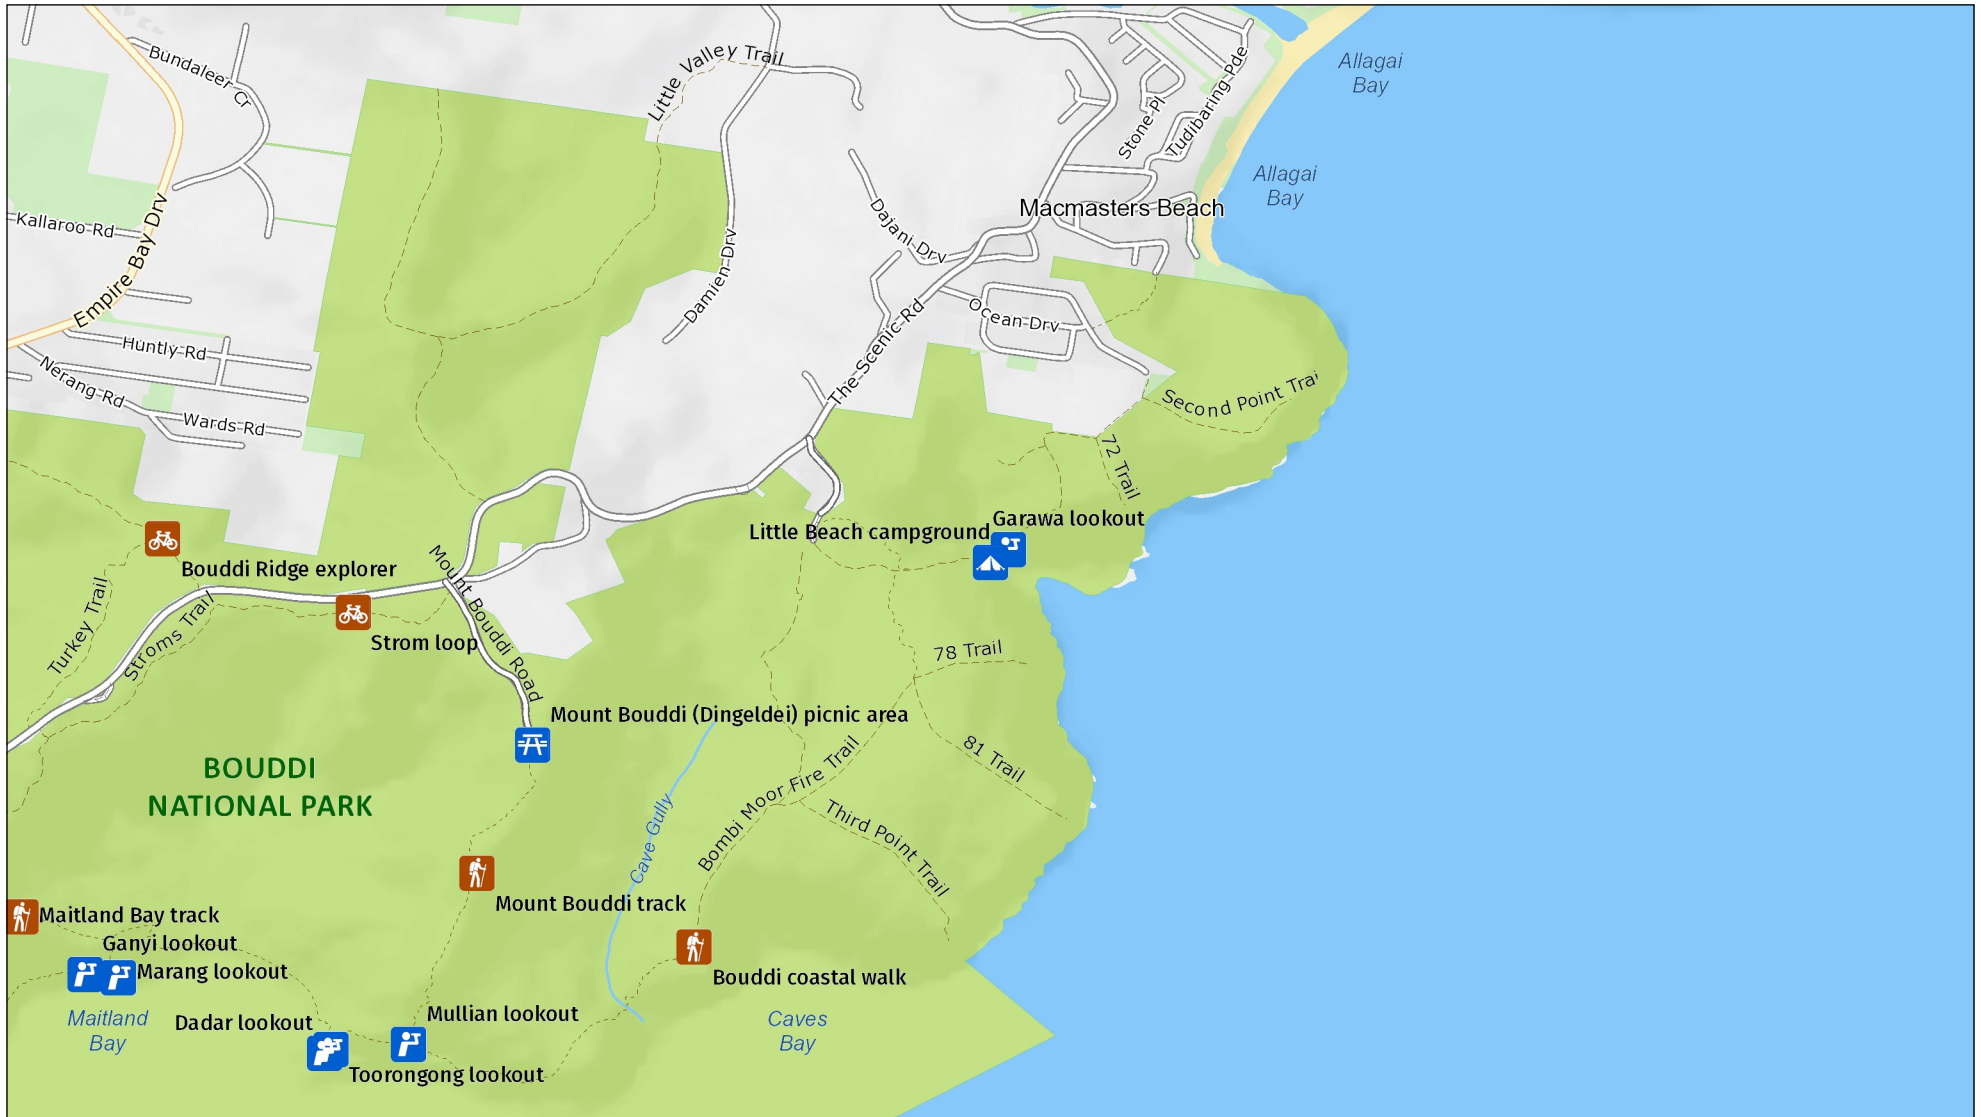 Little Valley Trail
Bundaleer Cr
Allagai
Bay
Tudibaring Pde
Stone Pl
Allagai
Bay
Macmasters Beach
Kallaroo Rd
Dajani Drv
Empire Bay Drv
Damien Drv
Ocean Drv
The Scenic Rd
Huntly Rd
Nerang Rd
Wards Rd
Second Point Trai
72 Trail
Garawa lookout
Little Beach campground
Bouddi Ridge explorer
Mount Bouddi Road
Turkey Trail
Stroms Trail
Strom loop
78 Trail
Mount Bouddi (Dingeldei) picnic area
81 Trail
BOUDDI
NATIONAL PARK
Bombi Moor Fire Trail
Cave Gully
Third Point Trail
Mount Bouddi track
Maitland Bay track
Ganyi lookout
Marang lookout
Bouddi coastal walk
Maitland
Bay
Dadar lookout
Mullian lookout
Caves
Bay
Toorongong lookout